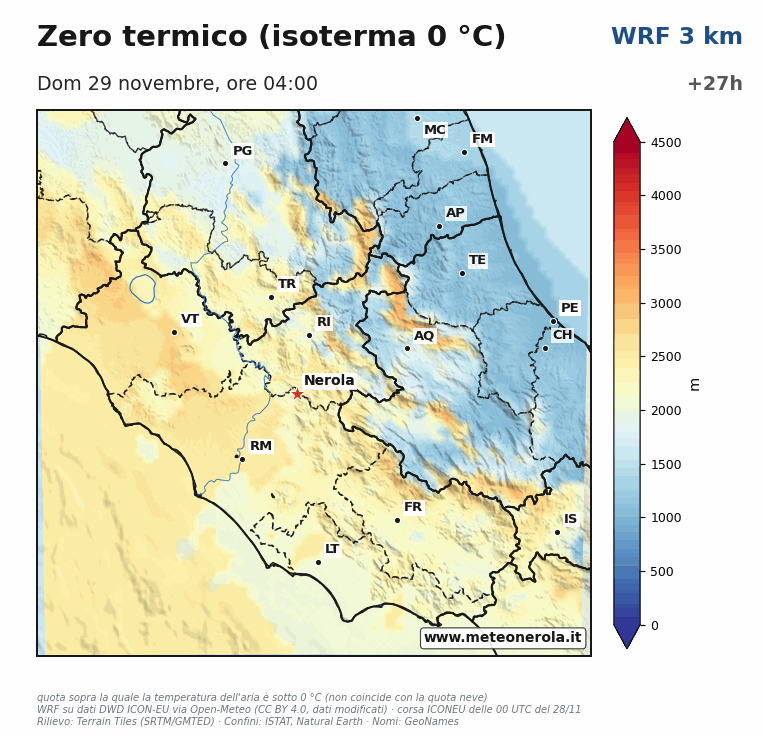 Zero termico (isoterma 0 °C)
WRF 3 km
Dom 29 novembre, ore 04:00
+27h
MC
FM
PG
AP
TE
TR
PE
VT
RI
AQ
CH
Nerola
RM
FR
IS
LT
www.meteonerola.it
4500
4000
3500
3000
2500
2000
1500
1000
500
0
m
quota sopra la quale la temperatura dell'aria è sotto 0 °C (non coincide con la quota neve)
WRF su dati DWD ICON-EU via Open-Meteo (CC BY 4.0, dati modificati) · corsa ICONEU delle 00 UTC del 28/11
Rilievo: Terrain Tiles (SRTM/GMTED) · Confini: ISTAT, Natural Earth · Nomi: GeoNames